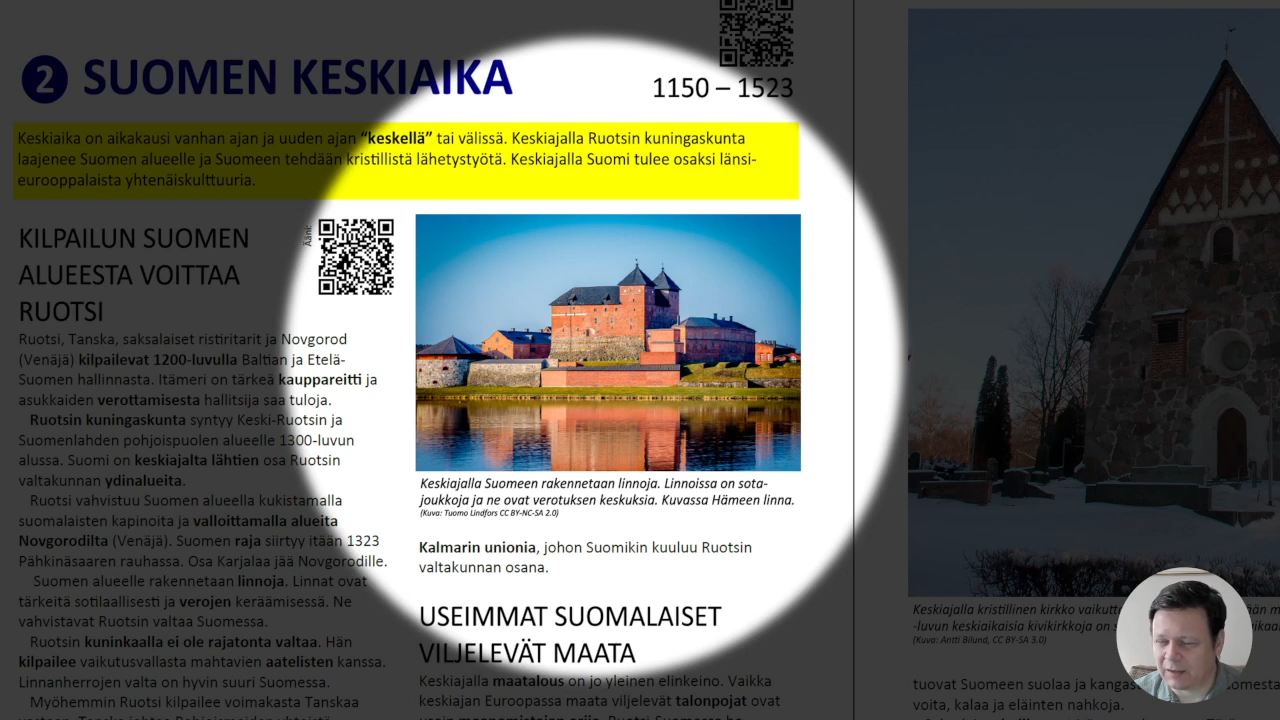 2 SUOMEN KESKIAIKA
1150 – 1523
Keskiaika on aikakausi vanhan ajan ja uuden ajan “keskellä” tai välissä. Keskiajalla Ruotsin kuningaskunta
laajenee Suomen alueelle ja Suomeen tehdään kristillistä lähetystyötä. Keskiajalla Suomi tulee osaksi länsi-
eurooppalaista yhtenäiskulttuuria.
KILPAILUN SUOMEN
ALUEESTA VOITTAA
RUOTSI
Ääni:
Ruotsi, Tanska, saksalaiset ristiritarit ja Novgorod
(Venäjä) kilpailevat 1200-luvulla Baltian ja Etelä-
Suomen hallinnasta. Itämeri on tärkeä kauppareitti ja
asukkaiden verottamisesta hallitsija saa tuloja.
Ruotsin kuningaskunta syntyy Keski-Ruotsin ja
Suomenlahden pohjoispuolen alueelle 1300-luvun
alussa. Suomi on keskiajalta lähtien osa Ruotsin
valtakunnan ydinalueita.
Ruotsi vahvistuu Suomen alueella kukistamalla
suomalaisten kapinoita ja valloittamalla alueita
Novgorodilta (Venäjä). Suomen raja siirtyy itään 1323
Pähkinäsaaren rauhassa. Osa Karjalaa jää Novgorodille.
Suomen alueelle rakennetaan linnoja. Linnat ovat
tärkeitä sotilaallisesti ja verojen keräämisessä. Ne
vahvistavat Ruotsin valtaa Suomessa.
Ruotsin kuninkaalla ei ole rajatonta valtaa. Hän
kilpailee vaikutusvallasta mahtavien aatelisten kanssa.
Linnanherrojen valta on hyvin suuri Suomessa.
Myöhemmin Ruotsi kilpailee voimakasta Tanskaa
Keskiajalla Suomeen rakennetaan linnoja. Linnoissa on sota-
joukkoja ja ne ovat verotuksen keskuksia. Kuvassa Hämeen linna.
(Kuva: Tuomo Lindfors CC BY-NC-SA 2.0)
Kalmarin unionia, johon Suomikin kuuluu Ruotsin
valtakunnan osana.
USEIMMAT SUOMALAISET
VILJELEVÄT MAATA
Keskiajalla maatalous on jo yleinen elinkeino. Vaikka
keskiajan Euroopassa maata viljelevät talonpojat ovat
Keskiajalla kristillinen kirkko
-luvun keskiaikaisia kivikirkkoja on
(Kuva: Antti Bilund, CC BY-SA 3.0)
tuovat Suomeen suolaa ja
voita, kalaa ja eläinten nahkoja.